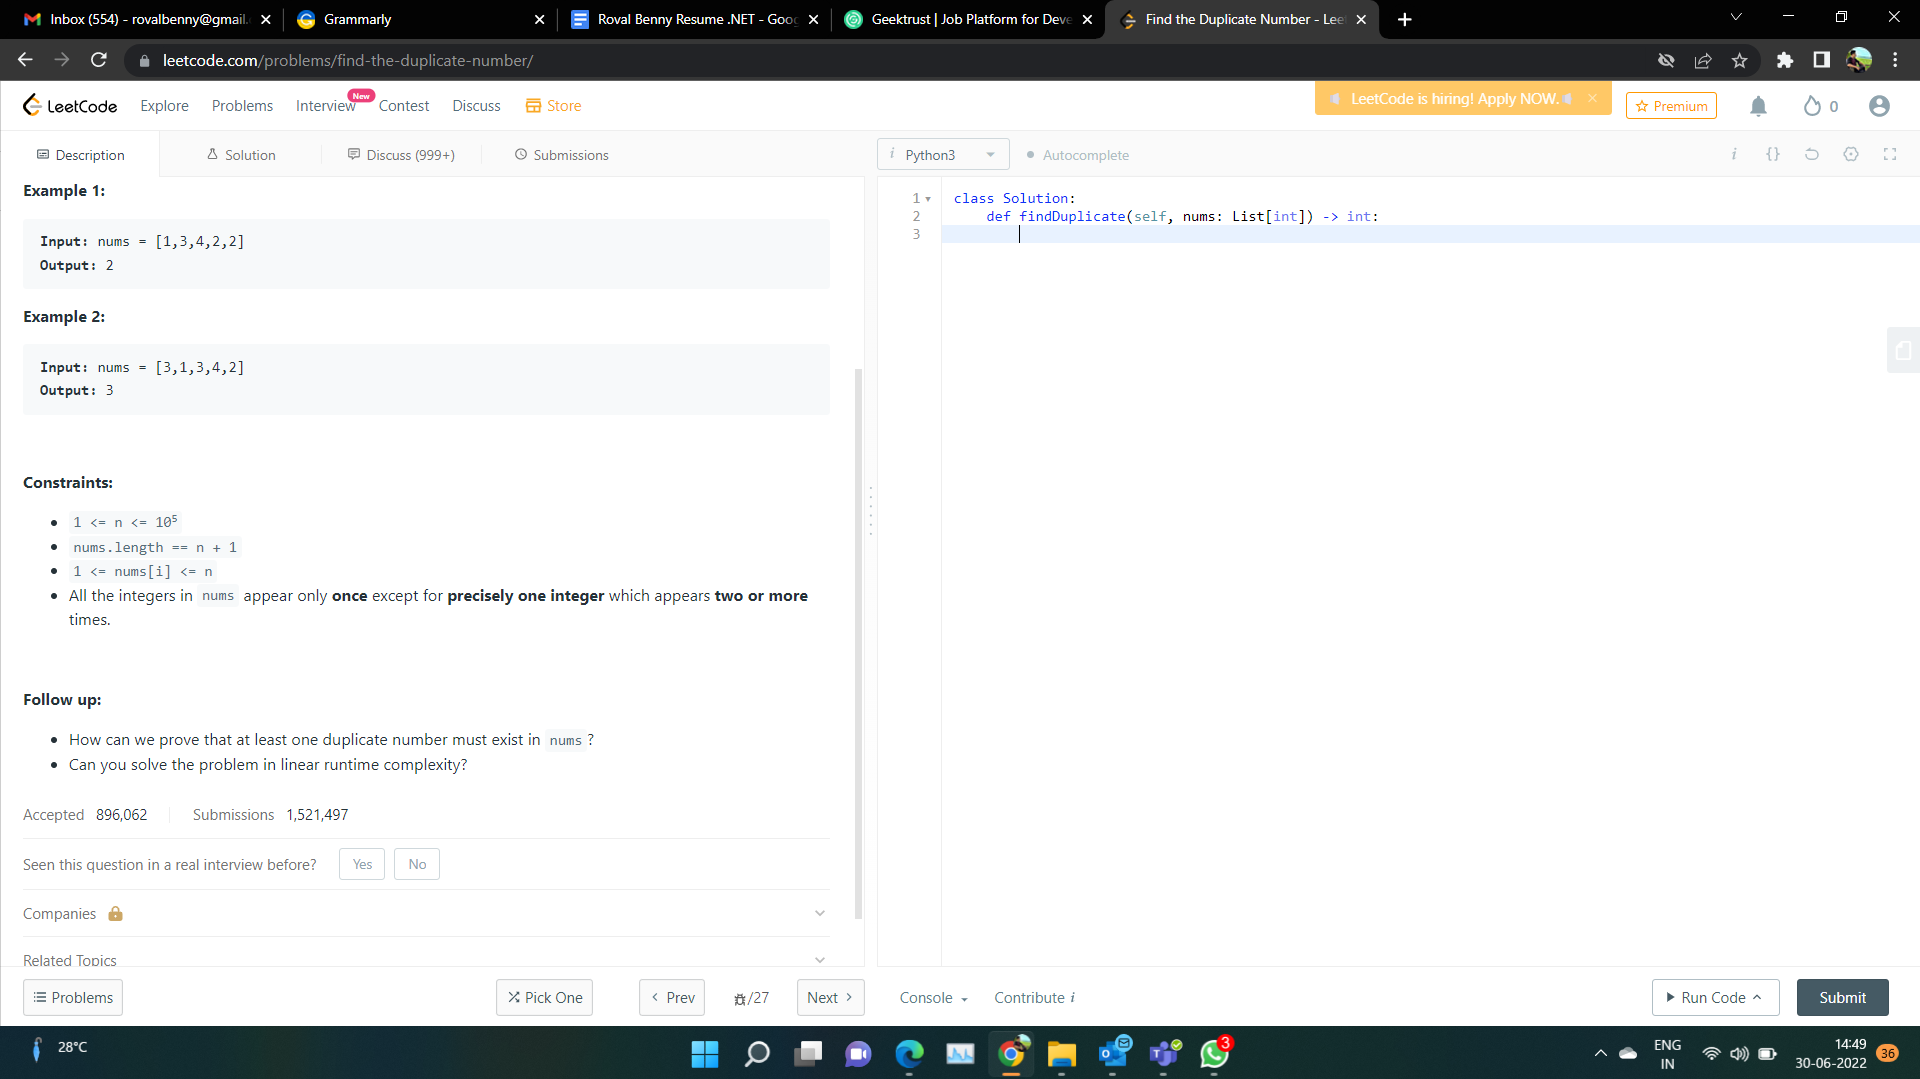 Inbox (554) - rovalbenny@gmail.
Grammarly
Roval Benny Resume .NET - Goog
Geektrust | Job Platform for Deve
Find the Duplicate Number - Lee
leetcode.com/problems/find-the-duplicate-number/
LeetCode
Explore
Problems
Interview
New
Contest
Discuss
Store
LeetCode is hiring! Apply NOW.
Premium
0
Description
Solution
Discuss (999+)
Submissions
i Python3
Autocomplete
i {}
Example 1:
Input: nums = [1,3,4,2,2]
Output: 2
Example 2:
Input: nums = [3,1,3,4,2]
Output: 3
Constraints:
1 <= n <= 10⁵
nums.length == n + 1
1 <= nums[i] <= n
All the integers in nums appear only once except for precisely one integer which appears two or more
times.
Follow up:
How can we prove that at least one duplicate number must exist in nums ?
Can you solve the problem in linear runtime complexity?
Accepted 896,062 Submissions 1,521,497
Seen this question in a real interview before? Yes No
Companies
Related Topics
1 class Solution:
2 def findDuplicate(self, nums: List[int]) -> int:
3
Problems
Pick One
Prev
/27
Next
Console
Contribute i
Run Code
Submit
28°C
3
ENG
IN
14:49
30-06-2022
36